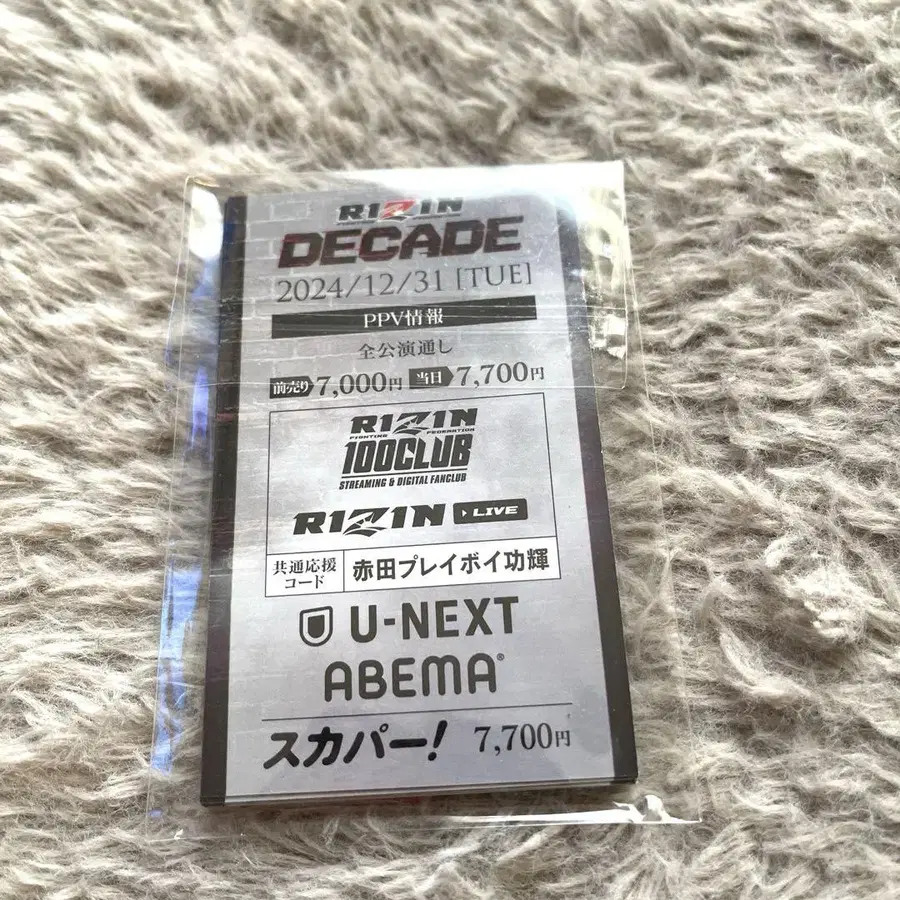 RIZIN
DECADE
2024/12/31 [TUE]
PPV情報
全公演通し
前売り 7,000円 当日 7,700円
RIZIN
FIGHTING FEDERATION
100CLUB
STREAMING & DIGITAL FANCLUB
RIZIN LIVE
共通応援
コード
赤田プレイボイ功輝
U-NEXT
ABEMA
スカパー! 7,700円